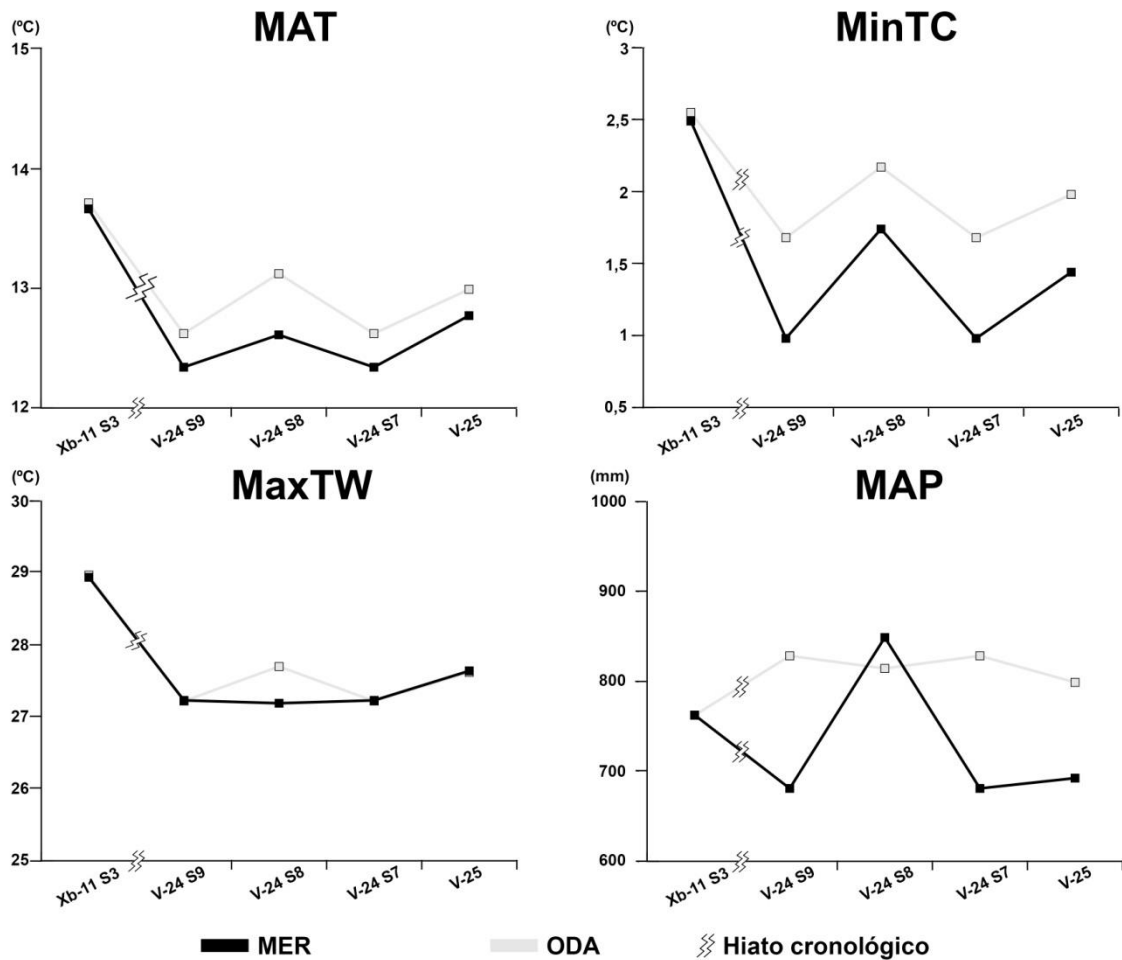 MAT
(ºC)
15
14
13
12
Xb-11 S3
V-24 S9
V-24 S8
V-24 S7
V-25
MinTC
(ºC)
3
2,5
2
1,5
1
0,5
Xb-11 S3
V-24 S9
V-24 S8
V-24 S7
V-25
MaxTW
(ºC)
30
29
28
27
26
25
Xb-11 S3
V-24 S9
V-24 S8
V-24 S7
V-25
MAP
(mm)
1000
900
800
700
600
Xb-11 S3
V-24 S9
V-24 S8
V-24 S7
V-25
MER
ODA
Hiato cronológico